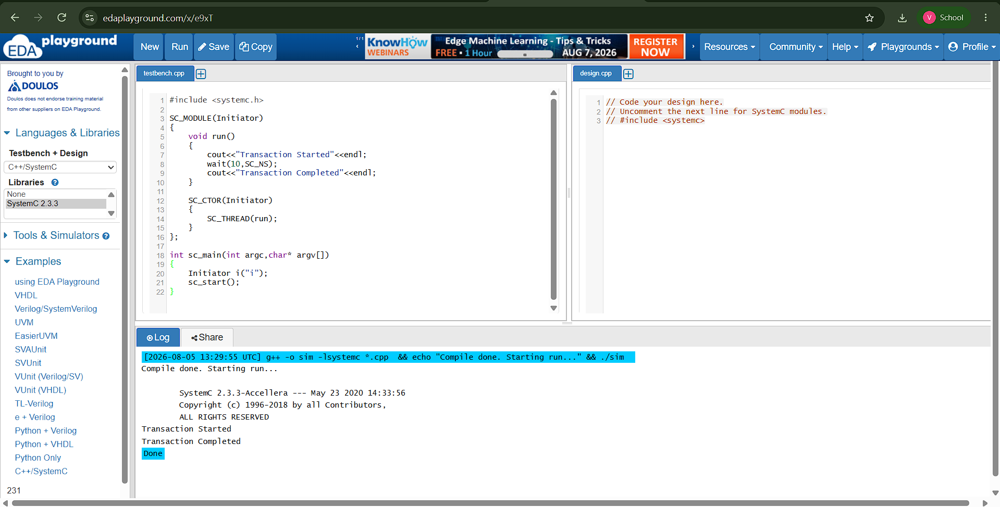 edaplayground.com/x/e9xT
School
V
EDA playground
New
Run
Save
Copy
1/1
KnowHow
WEBINARS
Edge Machine Learning - Tips & Tricks
FREE • 1 Hour
AUG 7, 2026
REGISTER
NOW
Resources
Community
Help
Playgrounds
Profile
Brought to you by
DOULOS
Doulos does not endorse training material
from other suppliers on EDA Playground.
Languages & Libraries
Testbench + Design
C++/SystemC
Libraries
None
SystemC 2.3.3
Tools & Simulators
Examples
using EDA Playground
VHDL
Verilog/SystemVerilog
UVM
EasierUVM
SVAUnit
SVUnit
VUnit (Verilog/SV)
VUnit (VHDL)
TL-Verilog
e + Verilog
Python + Verilog
Python + VHDL
Python Only
C++/SystemC
231
testbench.cpp
1 #include <systemc.h>
2
3 SC_MODULE(Initiator)
4 {
5     void run()
6     {
7         cout<<"Transaction Started"<<endl;
8         wait(10,SC_NS);
9         cout<<"Transaction Completed"<<endl;
10     }
11
12     SC_CTOR(Initiator)
13     {
14         SC_THREAD(run);
15     }
16 };
17
18 int sc_main(int argc,char* argv[])
19 {
20     Initiator i("i");
21     sc_start();
22 }
design.cpp
1 // Code your design here.
2 // Uncomment the next line for SystemC modules.
3 // #include <systemc>
Log
Share
[2026-08-05 13:29:55 UTC] g++ -o sim -lsystemc *.cpp  && echo "Compile done. Starting run..." && ./sim
Compile done. Starting run...
SystemC 2.3.3-Accellera --- May 23 2020 14:33:56
Copyright (c) 1996-2018 by all Contributors,
ALL RIGHTS RESERVED
Transaction Started
Transaction Completed
Done